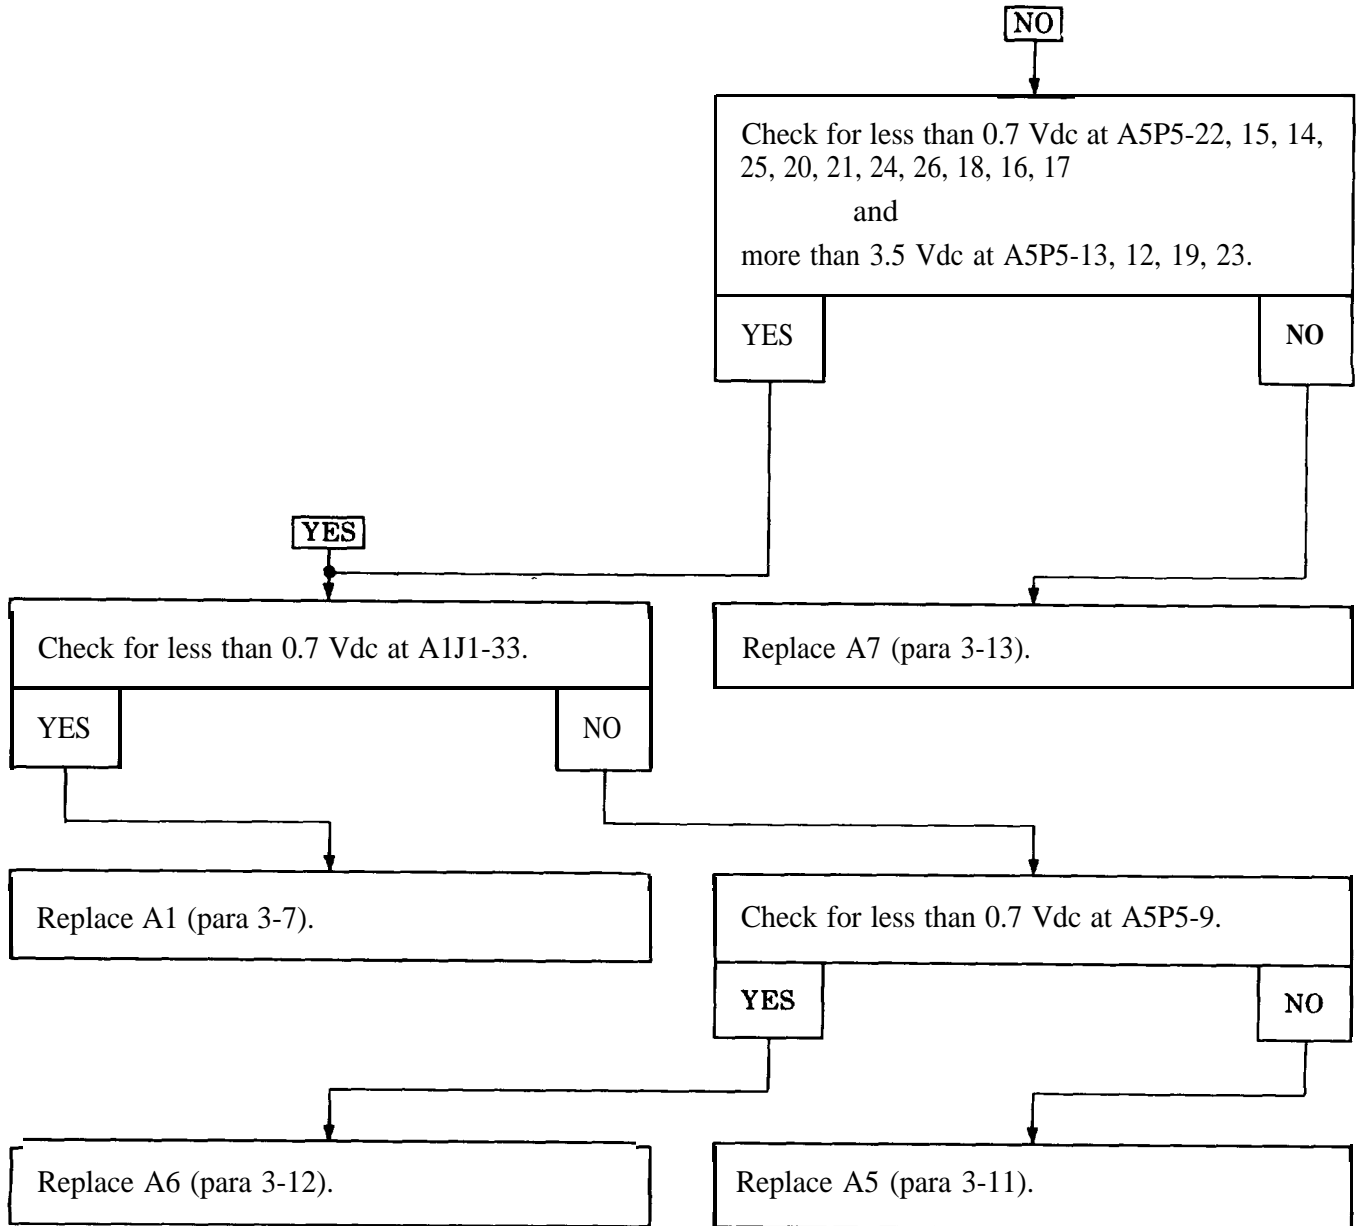 NO
Check for less than 0.7 Vdc at A5P5-22, 15, 14,
25, 20, 21, 24, 26, 18, 16, 17
and
more than 3.5 Vdc at A5P5-13, 12, 19, 23.
YES
NO
YES
Check for less than 0.7 Vdc at A1J1-33.
Replace A7 (para 3-13).
YES
NO
Replace A1 (para 3-7).
Check for less than 0.7 Vdc at A5P5-9.
YES
NO
Replace A6 (para 3-12).
Replace A5 (para 3-11).